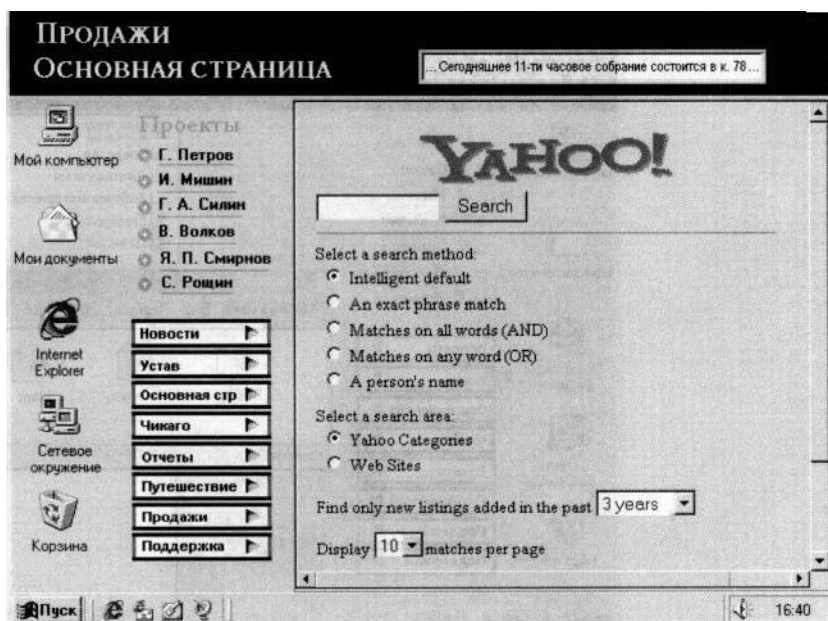 ПРОДАЖИ
ОСНОВНАЯ СТРАНИЦА
... Сегодняшнее 11-ти часовое собрание состоится в к. 78 ...
Мой компьютер
Мои документы
Internet
Explorer
Сетевое
окружение
Корзина
Проекты
Г. Петров
И. Мишин
Г. А. Силин
В. Волков
Я. П. Смирнов
С. Рощин
Новости
Устав
Основная стр
Чикаго
Отчеты
Путешествие
Продажи
Поддержка
YAHOO!
Search
Select a search method:
Intelligent default
An exact phrase match
Matches on all words (AND)
Matches on any word (OR)
A person's name
Select a search area:
Yahoo Categories
Web Sites
Find only new listings added in the past 3 years
Display 10 matches per page
Пуск
16:40